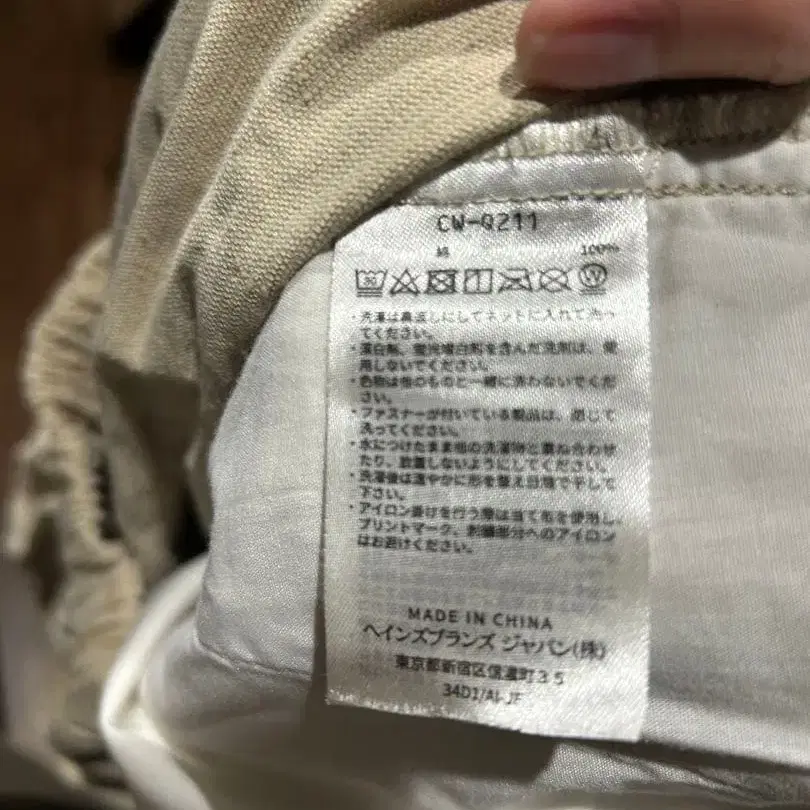 CW-Q211
綿 100%
・洗濯は裏返しにしてネットに入れて洗っ
てください。
・漂白剤、蛍光増白剤を含んだ洗剤は、使
用しないでください。
・色物は他のものと一緒に洗わないでくだ
さい。
・ファスナーが付いている製品は、閉じて
洗ってください。
・水につけたまま他の洗濯物と重ね合わせ
たり、放置しないようにしてください。
・洗濯後は速やかに形を整え日陰で干して
下さい。
・アイロン掛けを行う際は当て布を使用し、
プリントマーク、刺繍部分へのアイロン
はお避けください。
MADE IN CHINA
ヘインズブランズ ジャパン(株)
東京都新宿区信濃町35
34D1/AI-JF